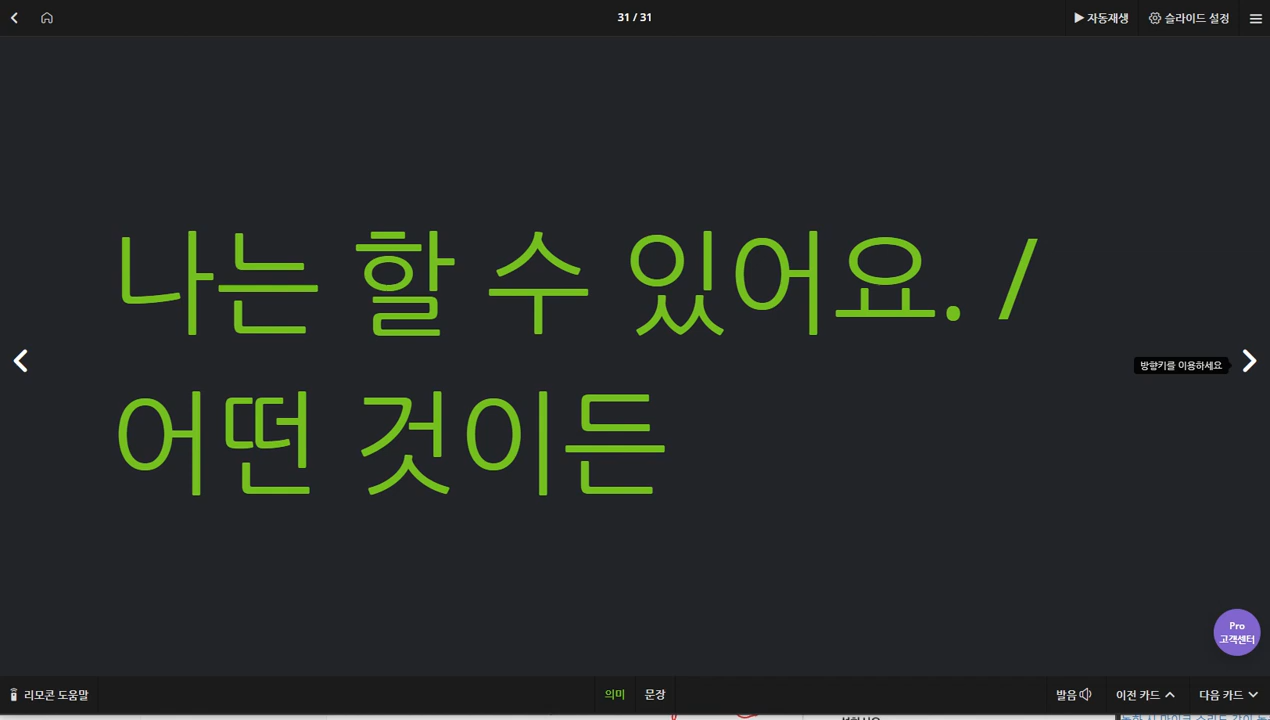 31 / 31
자동재생
슬라이드 설정
나는 할 수 있어요. /
어떤 것이든
방향키를 이용하세요
Pro
고객센터
리모콘 도움말
의미
문장
발음
이전 카드
다음 카드